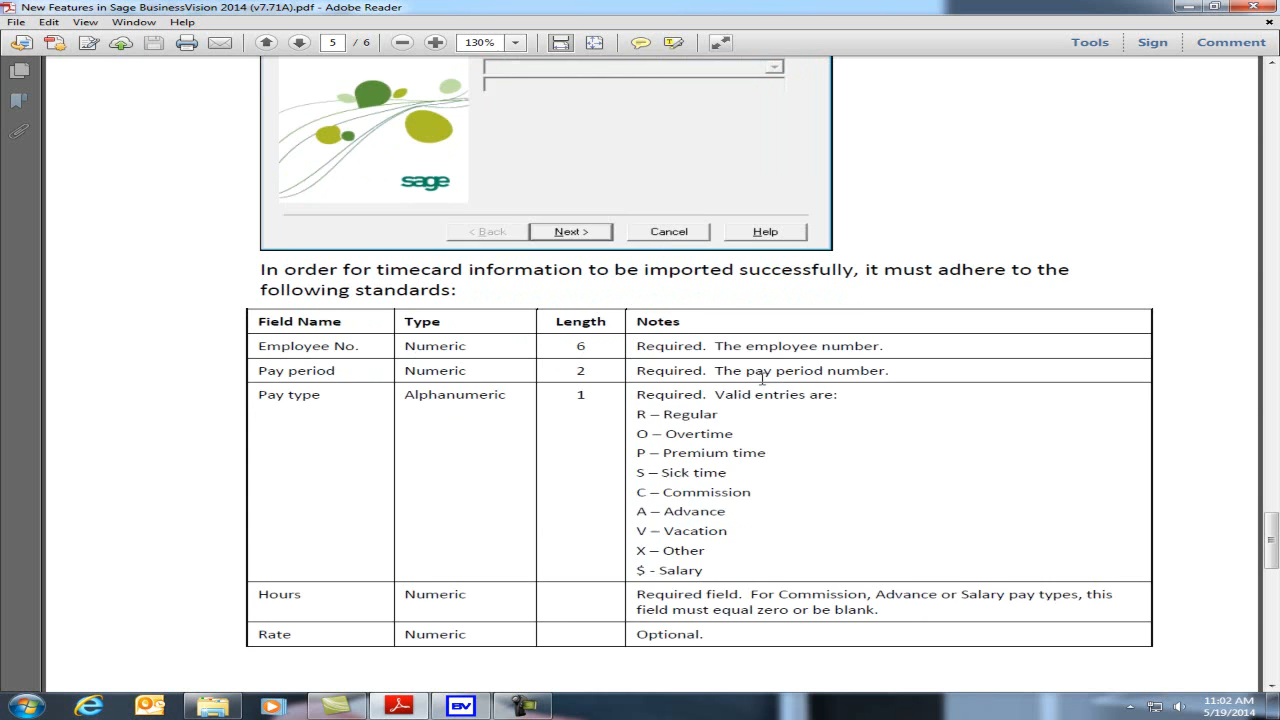 New Features in Sage BusinessVision 2014 (v7.71A).pdf - Adobe Reader
File Edit View Window Help
5 / 6 130% Tools Sign Comment
sage
< Back Next > Cancel Help
In order for timecard information to be imported successfully, it must adhere to the
following standards:
Field Name Type Length Notes
Employee No. Numeric 6 Required. The employee number.
Pay period Numeric 2 Required. The pay period number.
Pay type Alphanumeric 1 Required. Valid entries are:
R – Regular
O – Overtime
P – Premium time
S – Sick time
C – Commission
A – Advance
V – Vacation
X – Other
$ - Salary
Hours Numeric Required field. For Commission, Advance or Salary pay types, this
field must equal zero or be blank.
Rate Numeric Optional.
BV
11:02 AM
5/19/2014